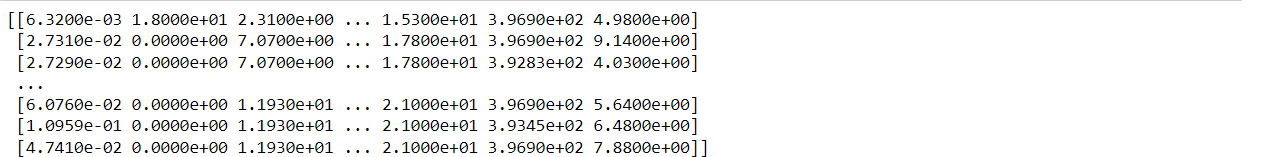 [[6.3200e-03 1.8000e+01 2.3100e+00 ... 1.5300e+01 3.9690e+02 4.9800e+00]
[2.7310e-02 0.0000e+00 7.0700e+00 ... 1.7800e+01 3.9690e+02 9.1400e+00]
[2.7290e-02 0.0000e+00 7.0700e+00 ... 1.7800e+01 3.9283e+02 4.0300e+00]
...
[6.0760e-02 0.0000e+00 1.1930e+01 ... 2.1000e+01 3.9690e+02 5.6400e+00]
[1.0959e-01 0.0000e+00 1.1930e+01 ... 2.1000e+01 3.9345e+02 6.4800e+00]
[4.7410e-02 0.0000e+00 1.1930e+01 ... 2.1000e+01 3.9690e+02 7.8800e+00]]